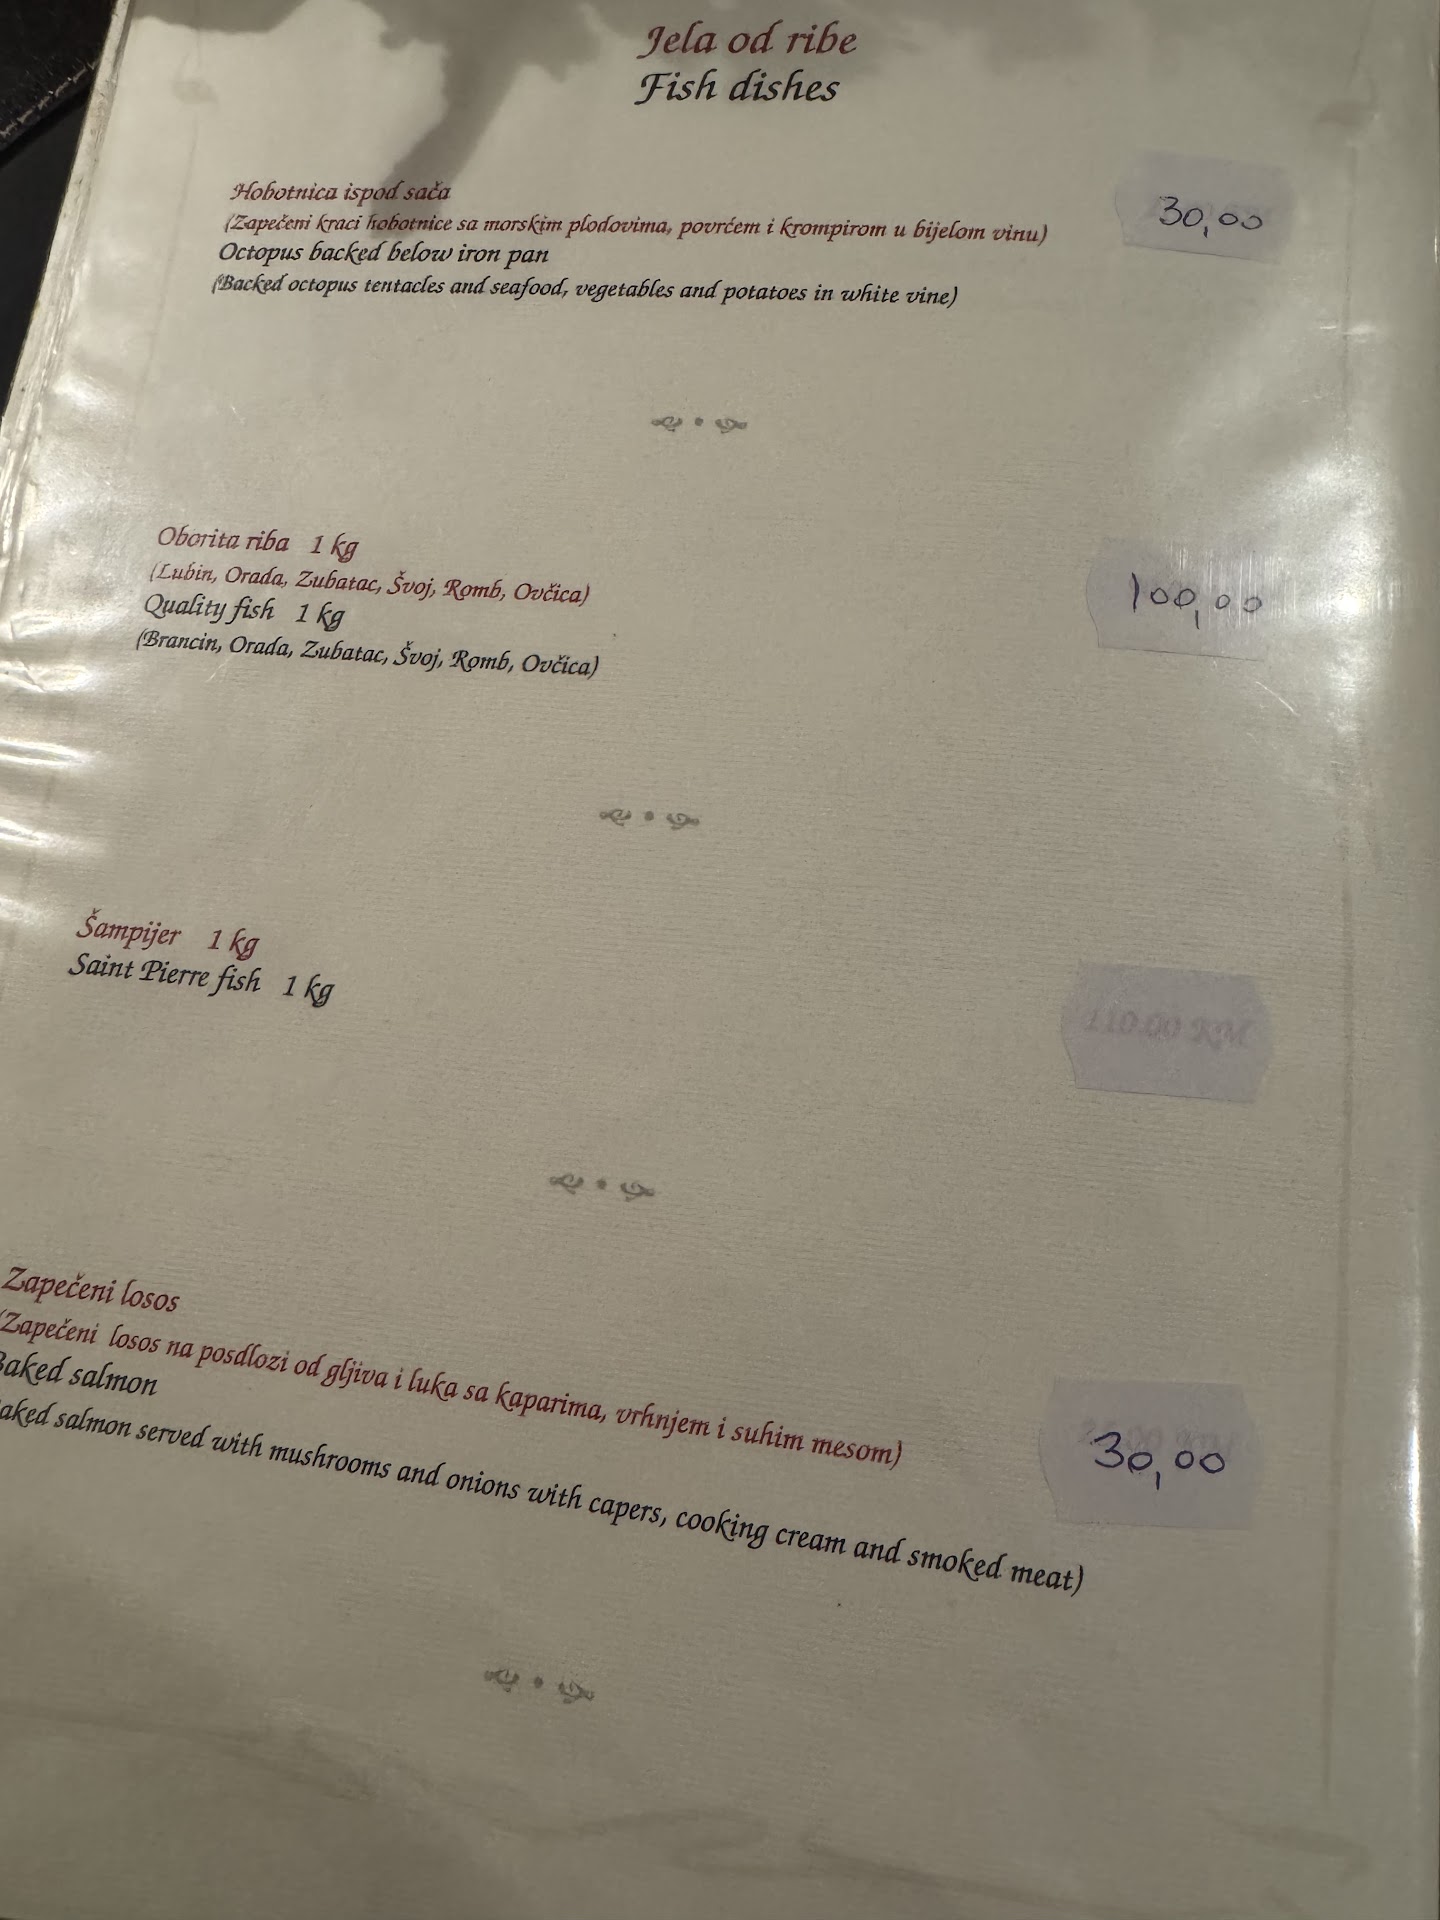 Jela od ribe
Fish dishes
Hobotnica ispod sača
(Zapečeni kraci hobotnice sa morskim plodovima, povrćem i krompirom u bijelom vinu)
30,00
Octopus backed below iron pan
(Backed octopus tentacles and seafood, vegetables and potatoes in white vine)
Oborita riba 1 kg
(Lubin, Orada, Zubatac, Švoj, Romb, Ovčica)
100,00
Quality fish 1 kg
(Brancin, Orada, Zubatac, Švoj, Romb, Ovčica)
Šampijer 1 kg
Saint Pierre fish 1 kg
110.00 KM
Zapečeni losos
(Zapečeni losos na posdlozi od gljiva i luka sa kaparima, vrhnjem i suhim mesom)
30,00
Baked salmon
aked salmon served with mushrooms and onions with capers, cooking cream and smoked meat)